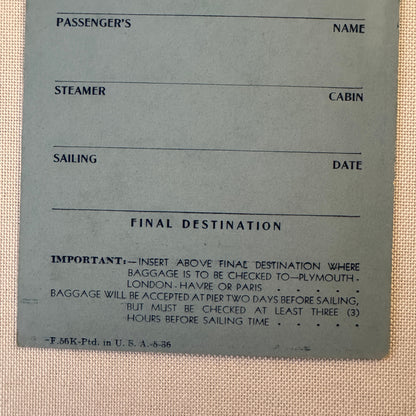 PASSENGER'S NAME
STEAMER CABIN
SAILING DATE
FINAL DESTINATION
IMPORTANT:—INSERT ABOVE FINAL DESTINATION WHERE
BAGGAGE IS TO BE CHECKED TO—PLYMOUTH -
LONDON - HAVRE OR PARIS . . . . .
BAGGAGE WILL BE ACCEPTED AT PIER TWO DAYS BEFORE SAILING,
BUT MUST BE CHECKED AT LEAST THREE (3)
HOURS BEFORE SAILING TIME . . . . .
-F.56K-Ptd. in U. S. A.-8-36